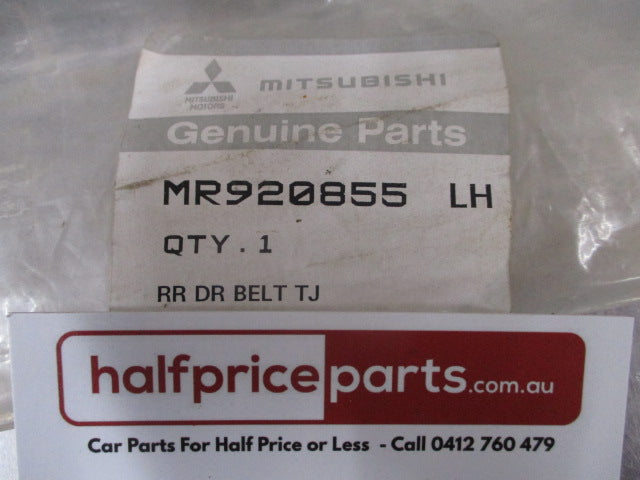 MITSUBISHI
MITSUBISHI
MOTORS
Genuine Parts
MR920855 LH
QTY. 1
RR DR BELT TJ
halfpriceparts.com.au
Car Parts For Half Price or Less - Call 0412 760 479